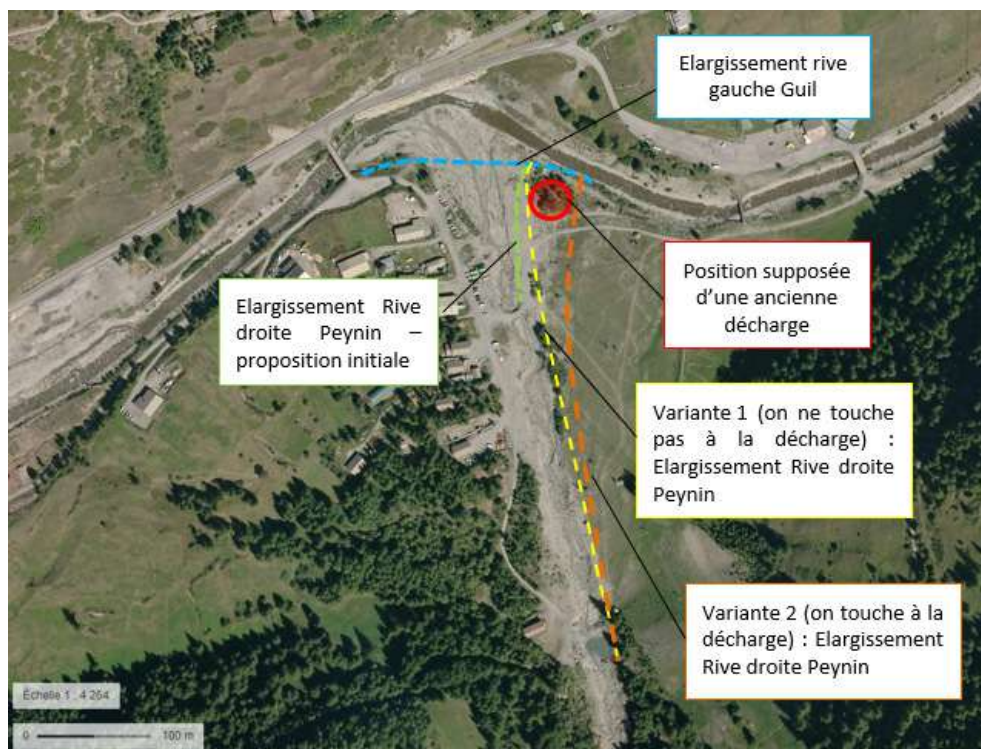 Elargissement rive
gauche Guil
Position supposée
d'une ancienne
décharge
Elargissement Rive
droite Peynin –
proposition initiale
Variante 1 (on ne touche
pas à la décharge) :
Elargissement Rive droite
Peynin
Variante 2 (on touche à la
décharge) : Elargissement
Rive droite Peynin
Échelle 1 : 4 264
0 100 m